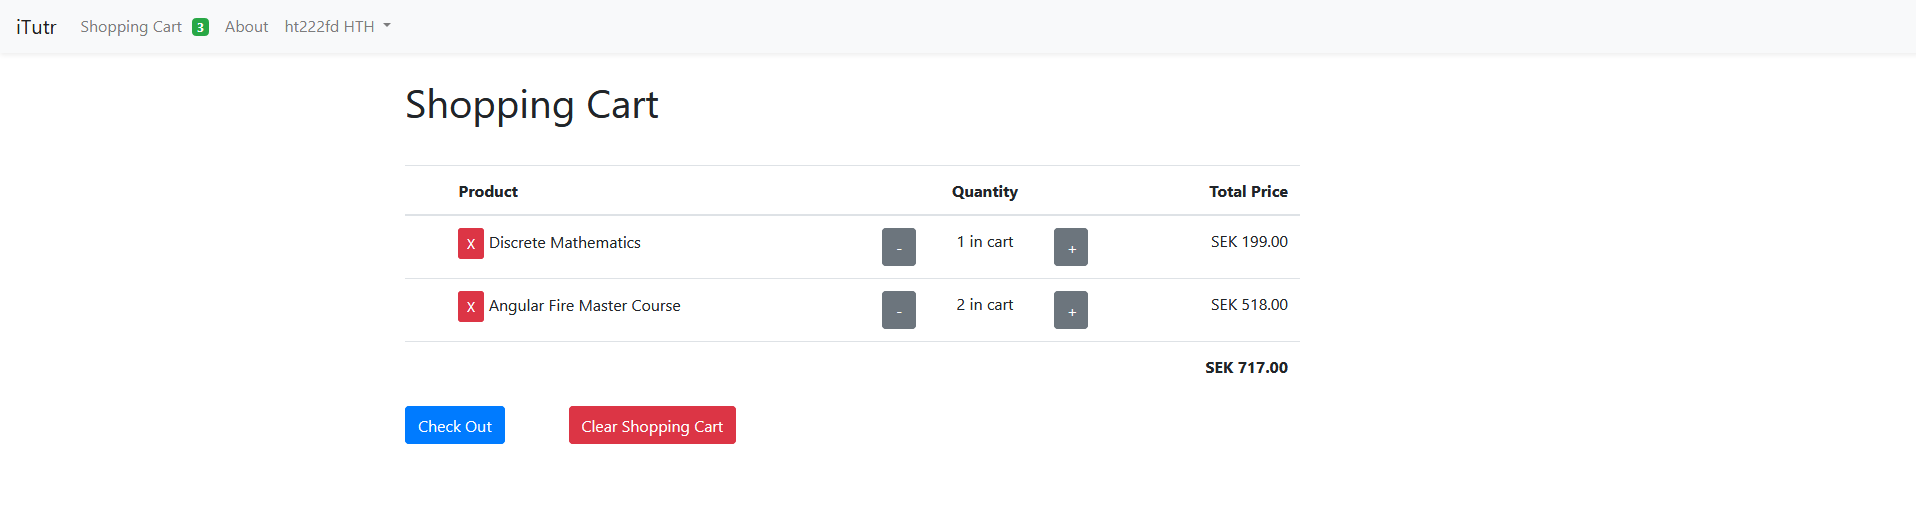 iTutr Shopping Cart 3 About ht222fd HTH
Shopping Cart
Product Quantity Total Price
X Discrete Mathematics - 1 in cart + SEK 199.00
X Angular Fire Master Course - 2 in cart + SEK 518.00
SEK 717.00
Check Out Clear Shopping Cart